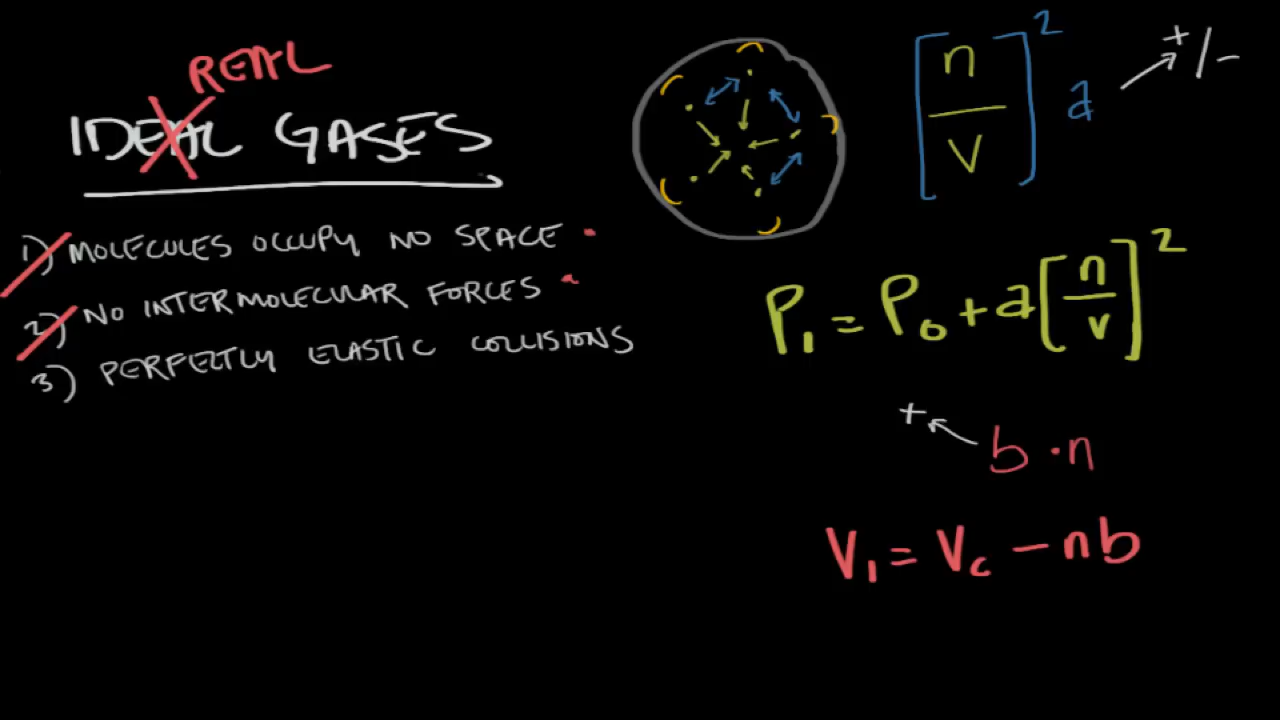 REAL
IDEAL GASES
1) MOLECULES OCCUPY NO SPACE
2) NO INTERMOLECULAR FORCES
3) PERFECTLY ELASTIC COLLISIONS
[n/V]² a → +/-
P₁ = P₀ + a[n/V]²
+ ← b · n
V₁ = V_c - nb